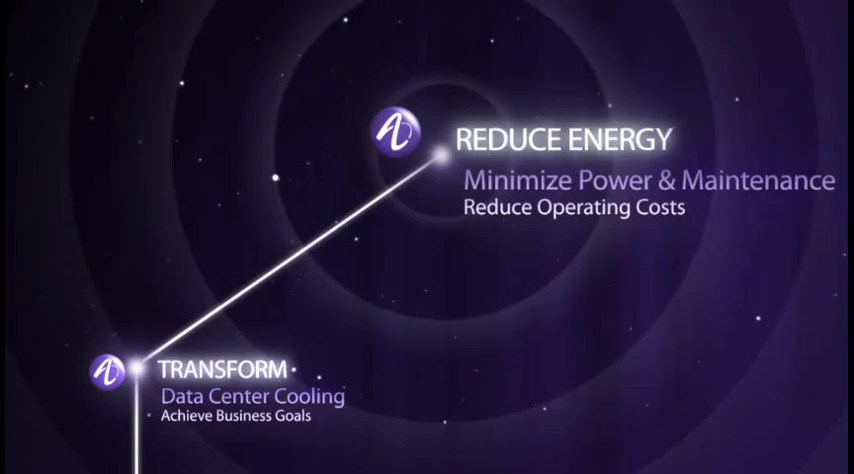 REDUCE ENERGY
Minimize Power & Maintenance
Reduce Operating Costs
TRANSFORM
Data Center Cooling
Achieve Business Goals